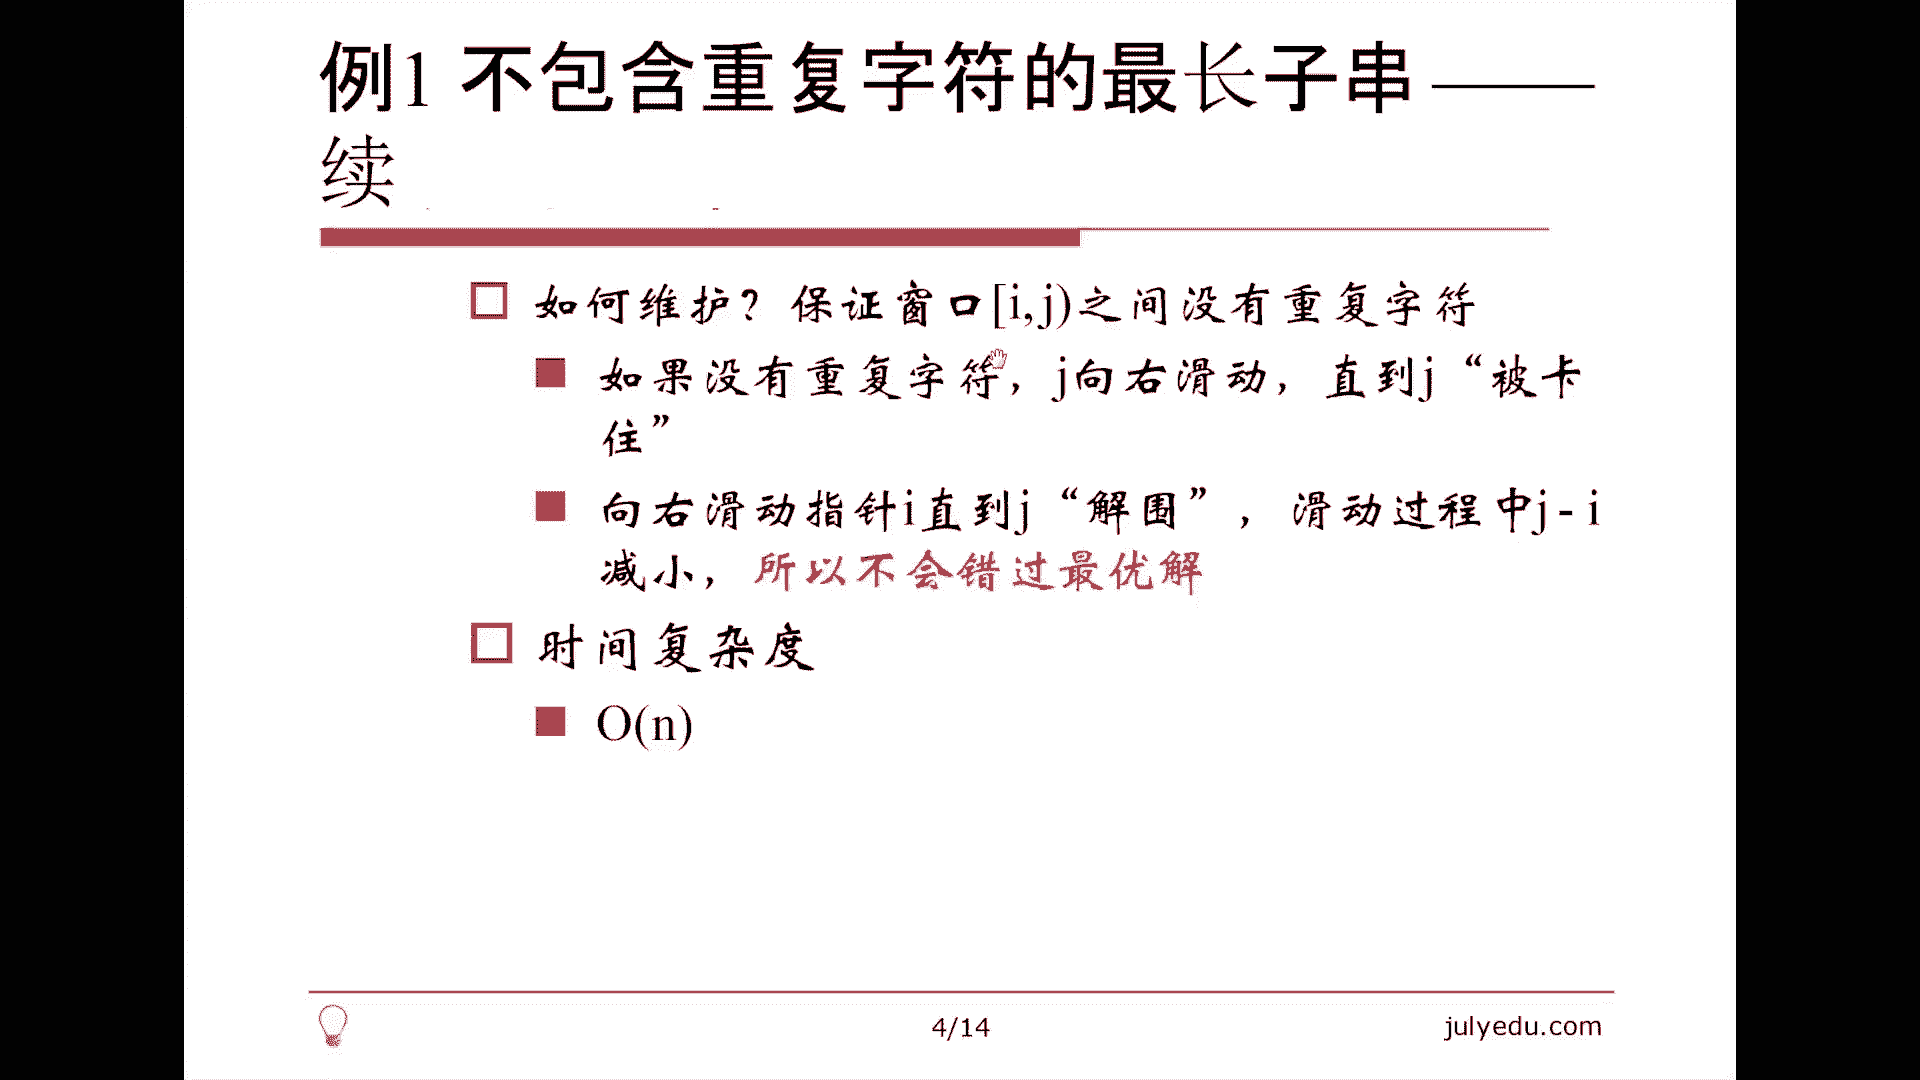 例1 不包含重复字符的最长子串——
续
如何维护？保证窗口[i,j)之间没有重复字符
如果没有重复字符，j向右滑动，直到j“被卡
住”
向右滑动指针i直到j“解围”，滑动过程中j-i
减小，所以不会错过最优解
时间复杂度
O(n)
4/14
julyedu.com